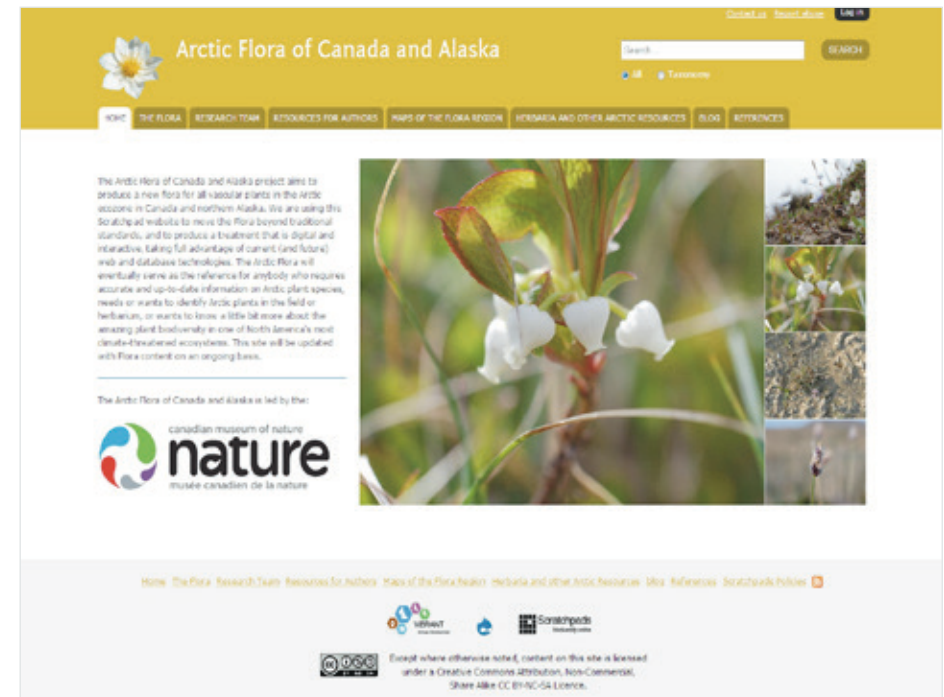 Contact us Report abuse Log in
Arctic Flora of Canada and Alaska
Search...
SEARCH
All Taxonomy
HOME THE FLORA RESEARCH TEAM RESOURCES FOR AUTHORS MAPS OF THE FLORA REGION HERBARIA AND OTHER ARCTIC RESOURCES BLOG REFERENCES
The Arctic Flora of Canada and Alaska project aims to
produce a new flora for all vascular plants in the Arctic
ecozone in Canada and northern Alaska. We are using this
Scratchpad website to move the Flora beyond traditional
standards, and to produce a treatment that is digital and
interactive, taking full advantage of current (and future)
web and database technologies. The Arctic Flora will
eventually serve as the reference for anybody who requires
accurate and up-to-date information on Arctic plant species,
needs or wants to identify Arctic plants in the field or
herbarium, or wants to know a little bit more about the
amazing plant biodiversity in one of North America's most
climate-threatened ecosystems. This site will be updated
with Flora content on an ongoing basis.
The Arctic Flora of Canada and Alaska is led by the:
canadian museum of nature
nature
musée canadien de la nature
Home The Flora Research Team Resources for Authors Maps of the Flora Region Herbaria and other Arctic Resources Blog References Scratchpads Policies
VIBRANT
Scratchpads
biodiversity online
Except where otherwise noted, content on this site is licensed
under a Creative Commons Attribution, Non-Commercial,
Share Alike CC BY-NC-SA Licence.